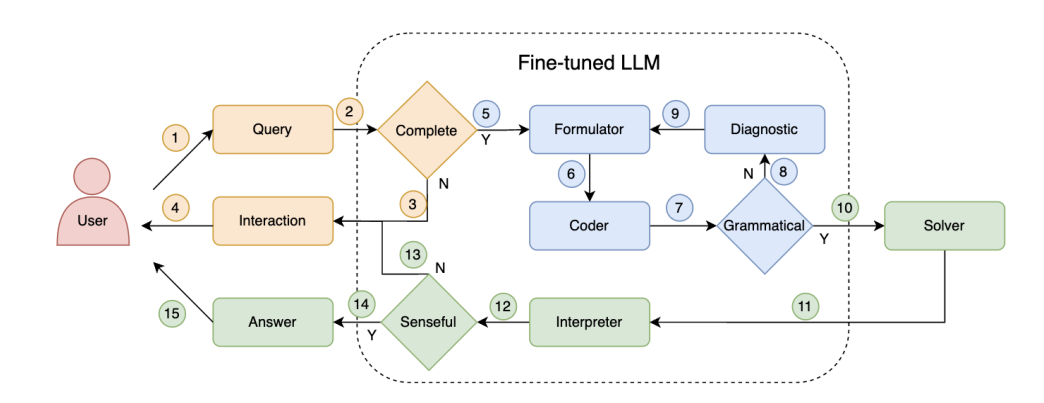 Fine-tuned LLM
2
5
9
Query
Complete
Formulator
Diagnostic
1
Y
6
N
8
N
3
4
7
10
User
Interaction
Coder
Grammatical
Solver
Y
13
N
15
14
12
11
Answer
Senseful
Interpreter
Y